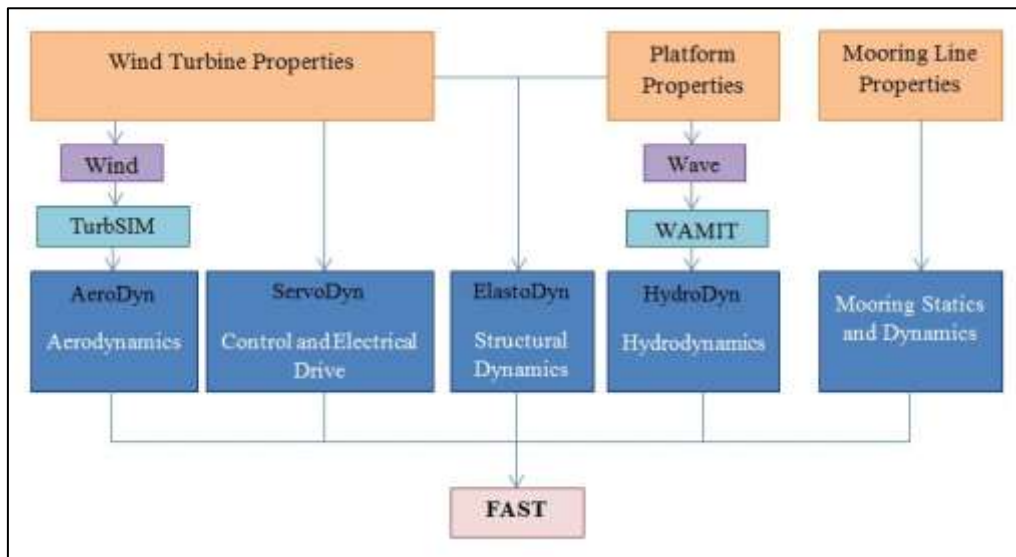 Wind Turbine Properties
Platform
Properties
Mooring Line
Properties
Wind
Wave
TurbSIM
WAMIT
AeroDyn
Aerodynamics
ServoDyn
Control and Electrical
Drive
ElastoDyn
Structural
Dynamics
HydroDyn
Hydrodynamics
Mooring Statics
and Dynamics
FAST